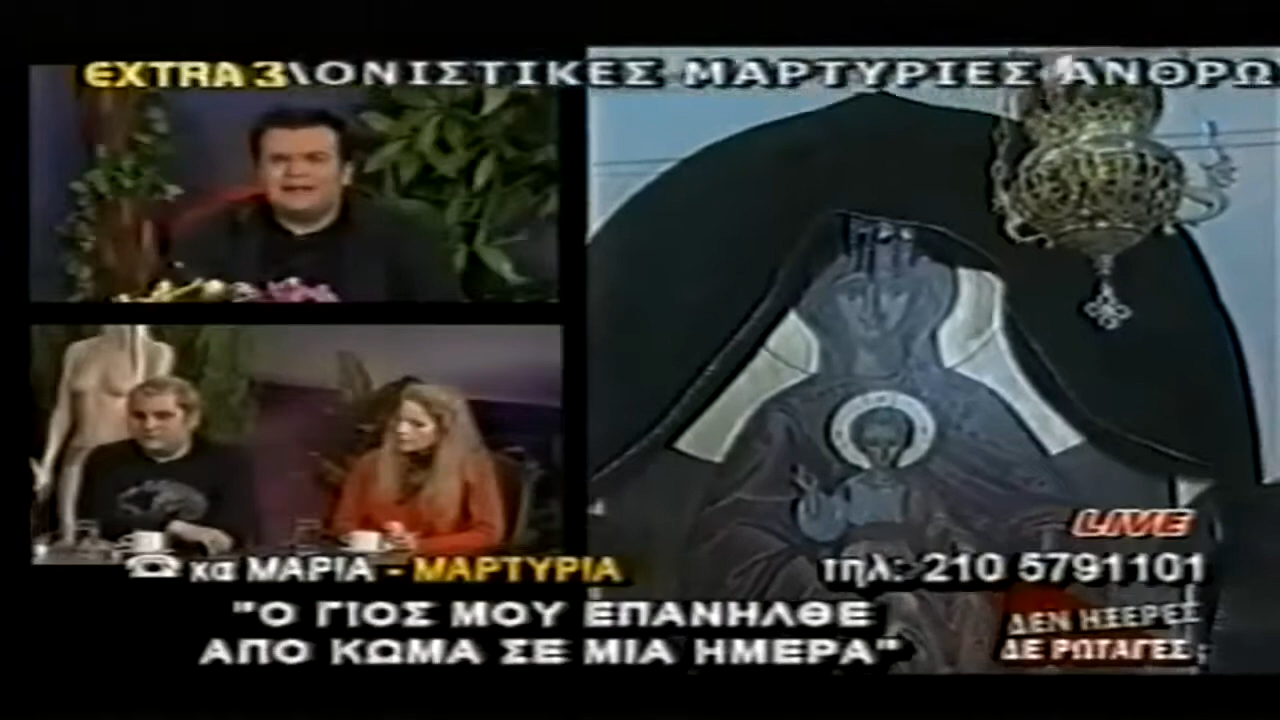 EXTRA 3
ΛΟΝΙΣΤΙΚΕΣ ΜΑΡΤΥΡΙΕΣ ΑΝΘΡΩ
LIVE
κα ΜΑΡΙΑ - ΜΑΡΤΥΡΙΑ
τηλ: 210 5791101
"Ο ΓΙΟΣ ΜΟΥ ΕΠΑΝΗΛΘΕ
ΑΠΟ ΚΩΜΑ ΣΕ ΜΙΑ ΗΜΕΡΑ"
ΔΕΝ ΗΞΕΡΕΣ
ΔΕ ΡΩΤΑΓΕΣ;